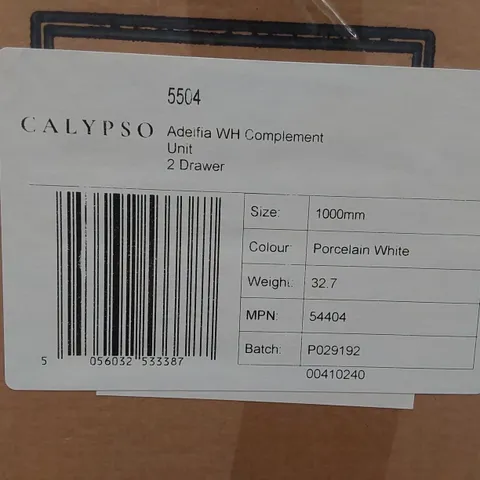 5504
CALYPSO
Adelfia WH Complement
Unit
2 Drawer
Size: 1000mm
Colour: Porcelain White
Weight: 32.7
MPN: 54404
Batch: P029192
00410240
5 056032 533387